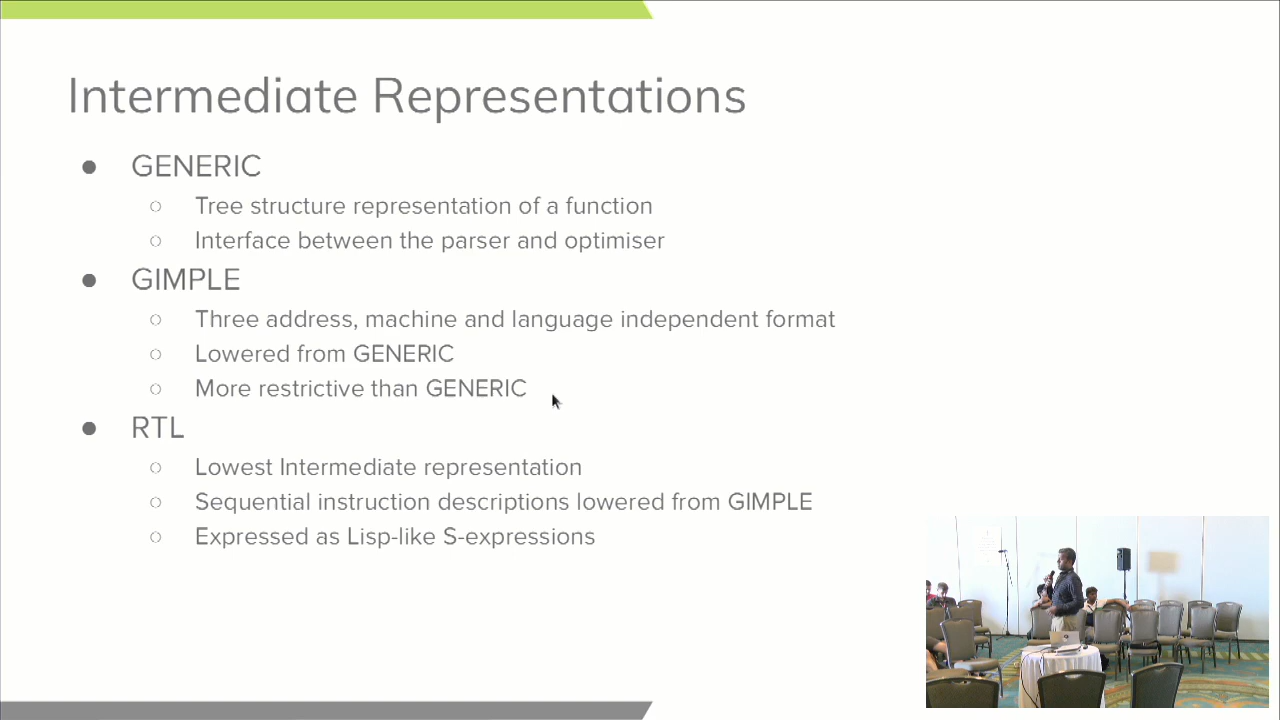 Intermediate Representations
GENERIC
Tree structure representation of a function
Interface between the parser and optimiser
GIMPLE
Three address, machine and language independent format
Lowered from GENERIC
More restrictive than GENERIC
RTL
Lowest Intermediate representation
Sequential instruction descriptions lowered from GIMPLE
Expressed as Lisp-like S-expressions